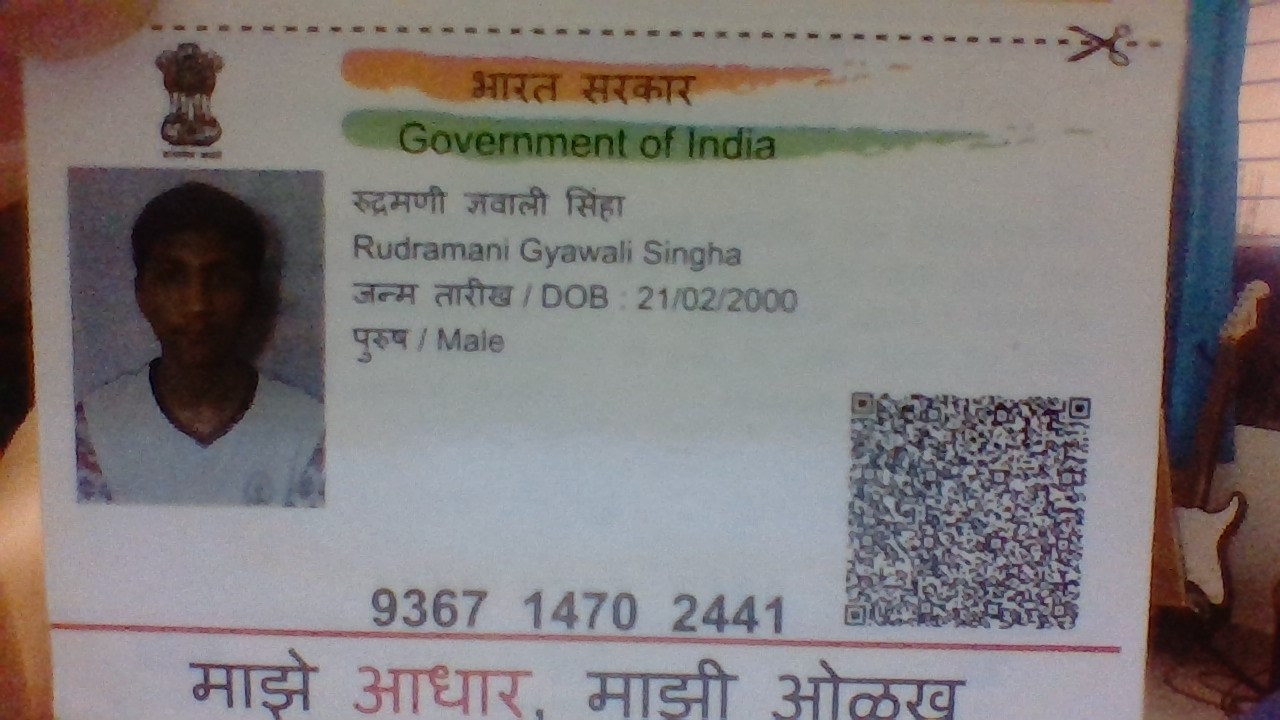 भारत सरकार
Government of India
रुद्रमणी ज्ञवाली सिंहा
Rudramani Gyawali Singha
जन्म तारीख / DOB : 21/02/2000
पुरुष / Male
9367 1470 2441
माझे आधार, माझी ओळख